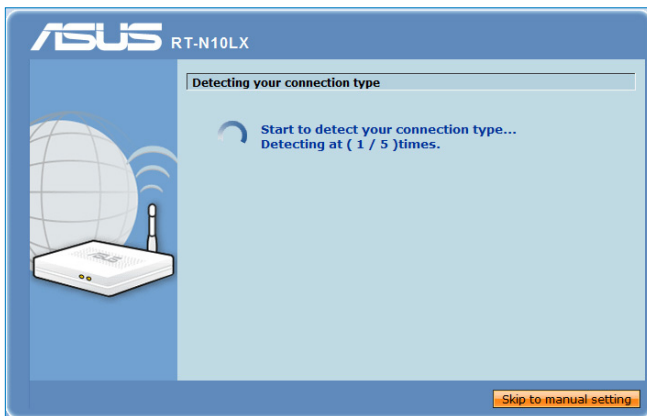 ASUS RT-N10LX
Detecting your connection type
Start to detect your connection type...
Detecting at ( 1 / 5 )times.
ASUS
Skip to manual setting